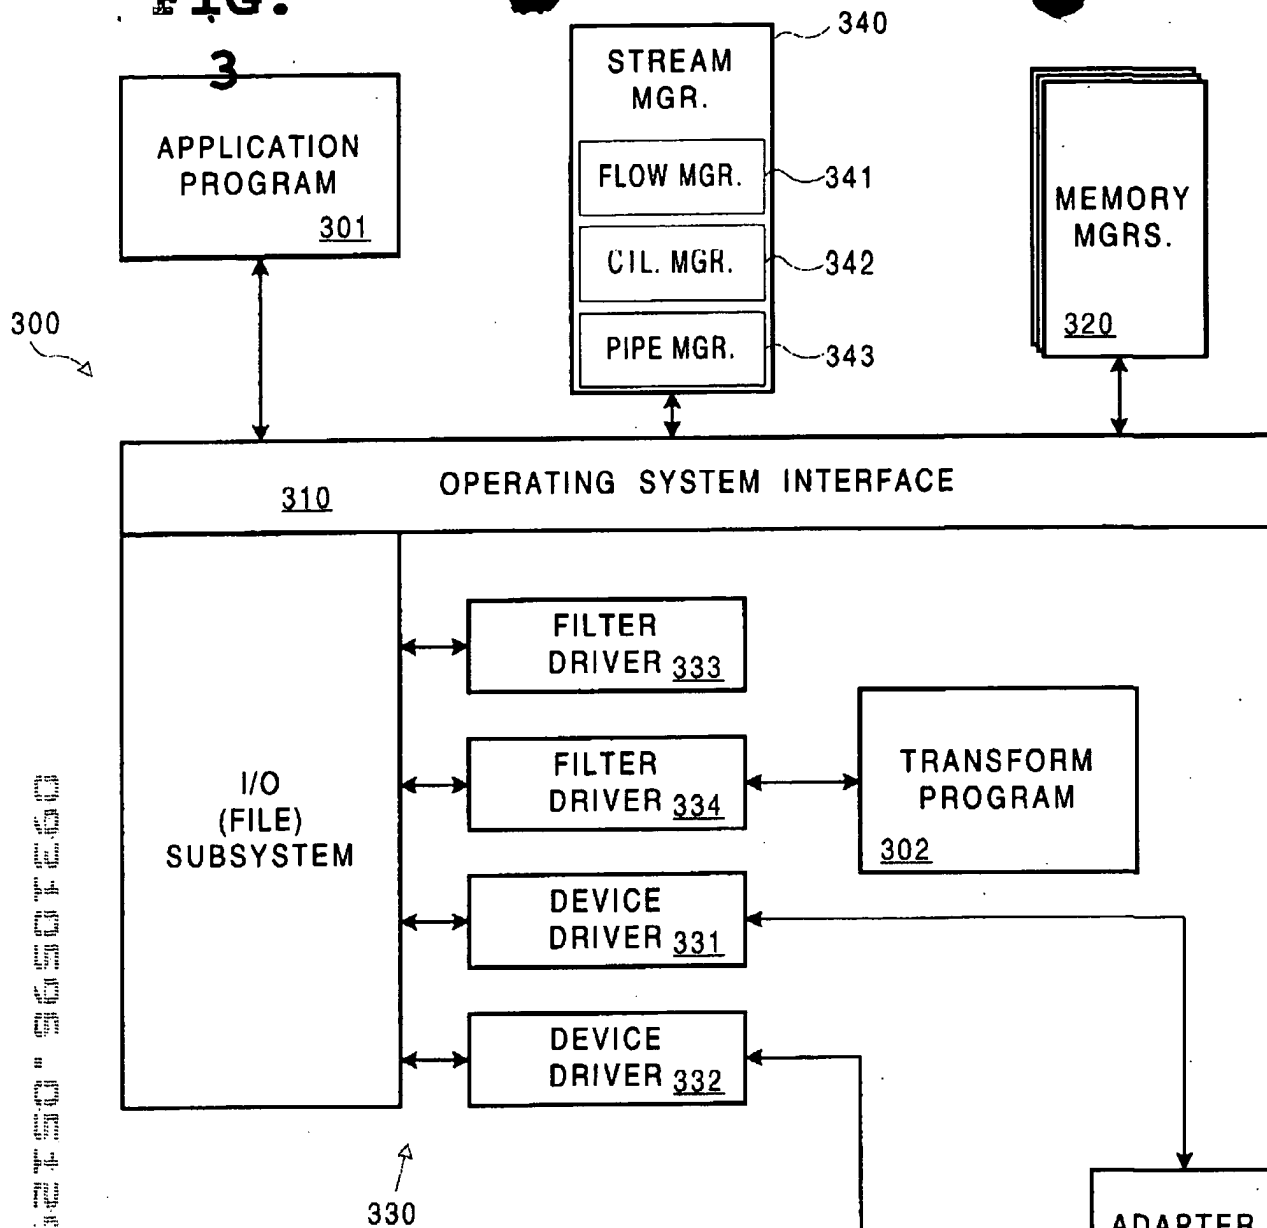 FIG.
3
340
STREAM
MGR.
APPLICATION
PROGRAM
301
FLOW MGR.
341
MEMORY
MGRS.
320
CTL. MGR.
342
300
PIPE MGR.
343
310
OPERATING SYSTEM INTERFACE
FILTER
DRIVER 333
I/O
(FILE)
SUBSYSTEM
FILTER
DRIVER 334
TRANSFORM
PROGRAM
302
DEVICE
DRIVER 331
DEVICE
DRIVER 332
330
ADAPTER